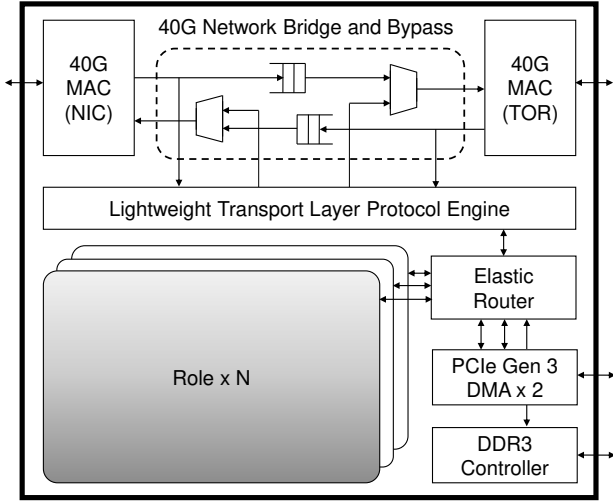 40G Network Bridge and Bypass
40G
MAC
(NIC)
40G
MAC
(TOR)
Lightweight Transport Layer Protocol Engine
Elastic
Router
Role x N
PCIe Gen 3
DMA x 2
DDR3
Controller